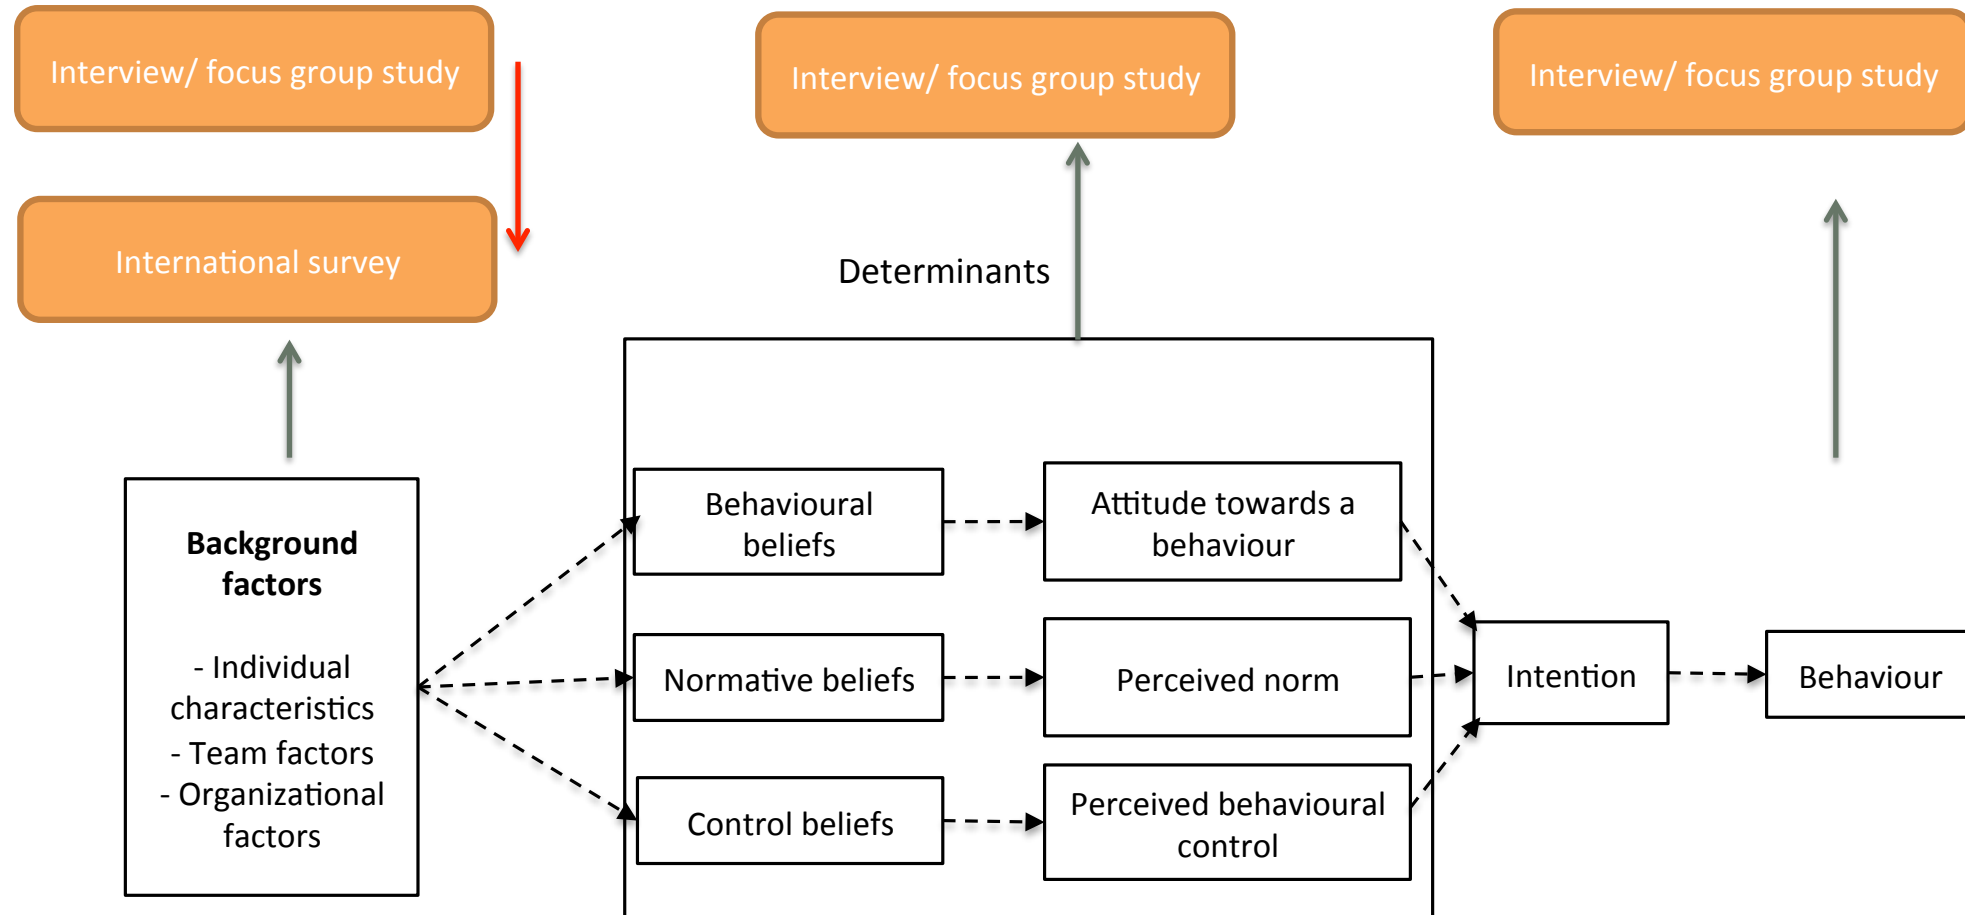 Interview/ focus group study
Interview/ focus group study
Interview/ focus group study
International survey
Determinants
Background
factors
- Individual
characteristics
- Team factors
- Organizational
factors
Behavioural
beliefs
Attitude towards a
behaviour
Normative beliefs
Perceived norm
Control beliefs
Perceived behavioural
control
Intention
Behaviour